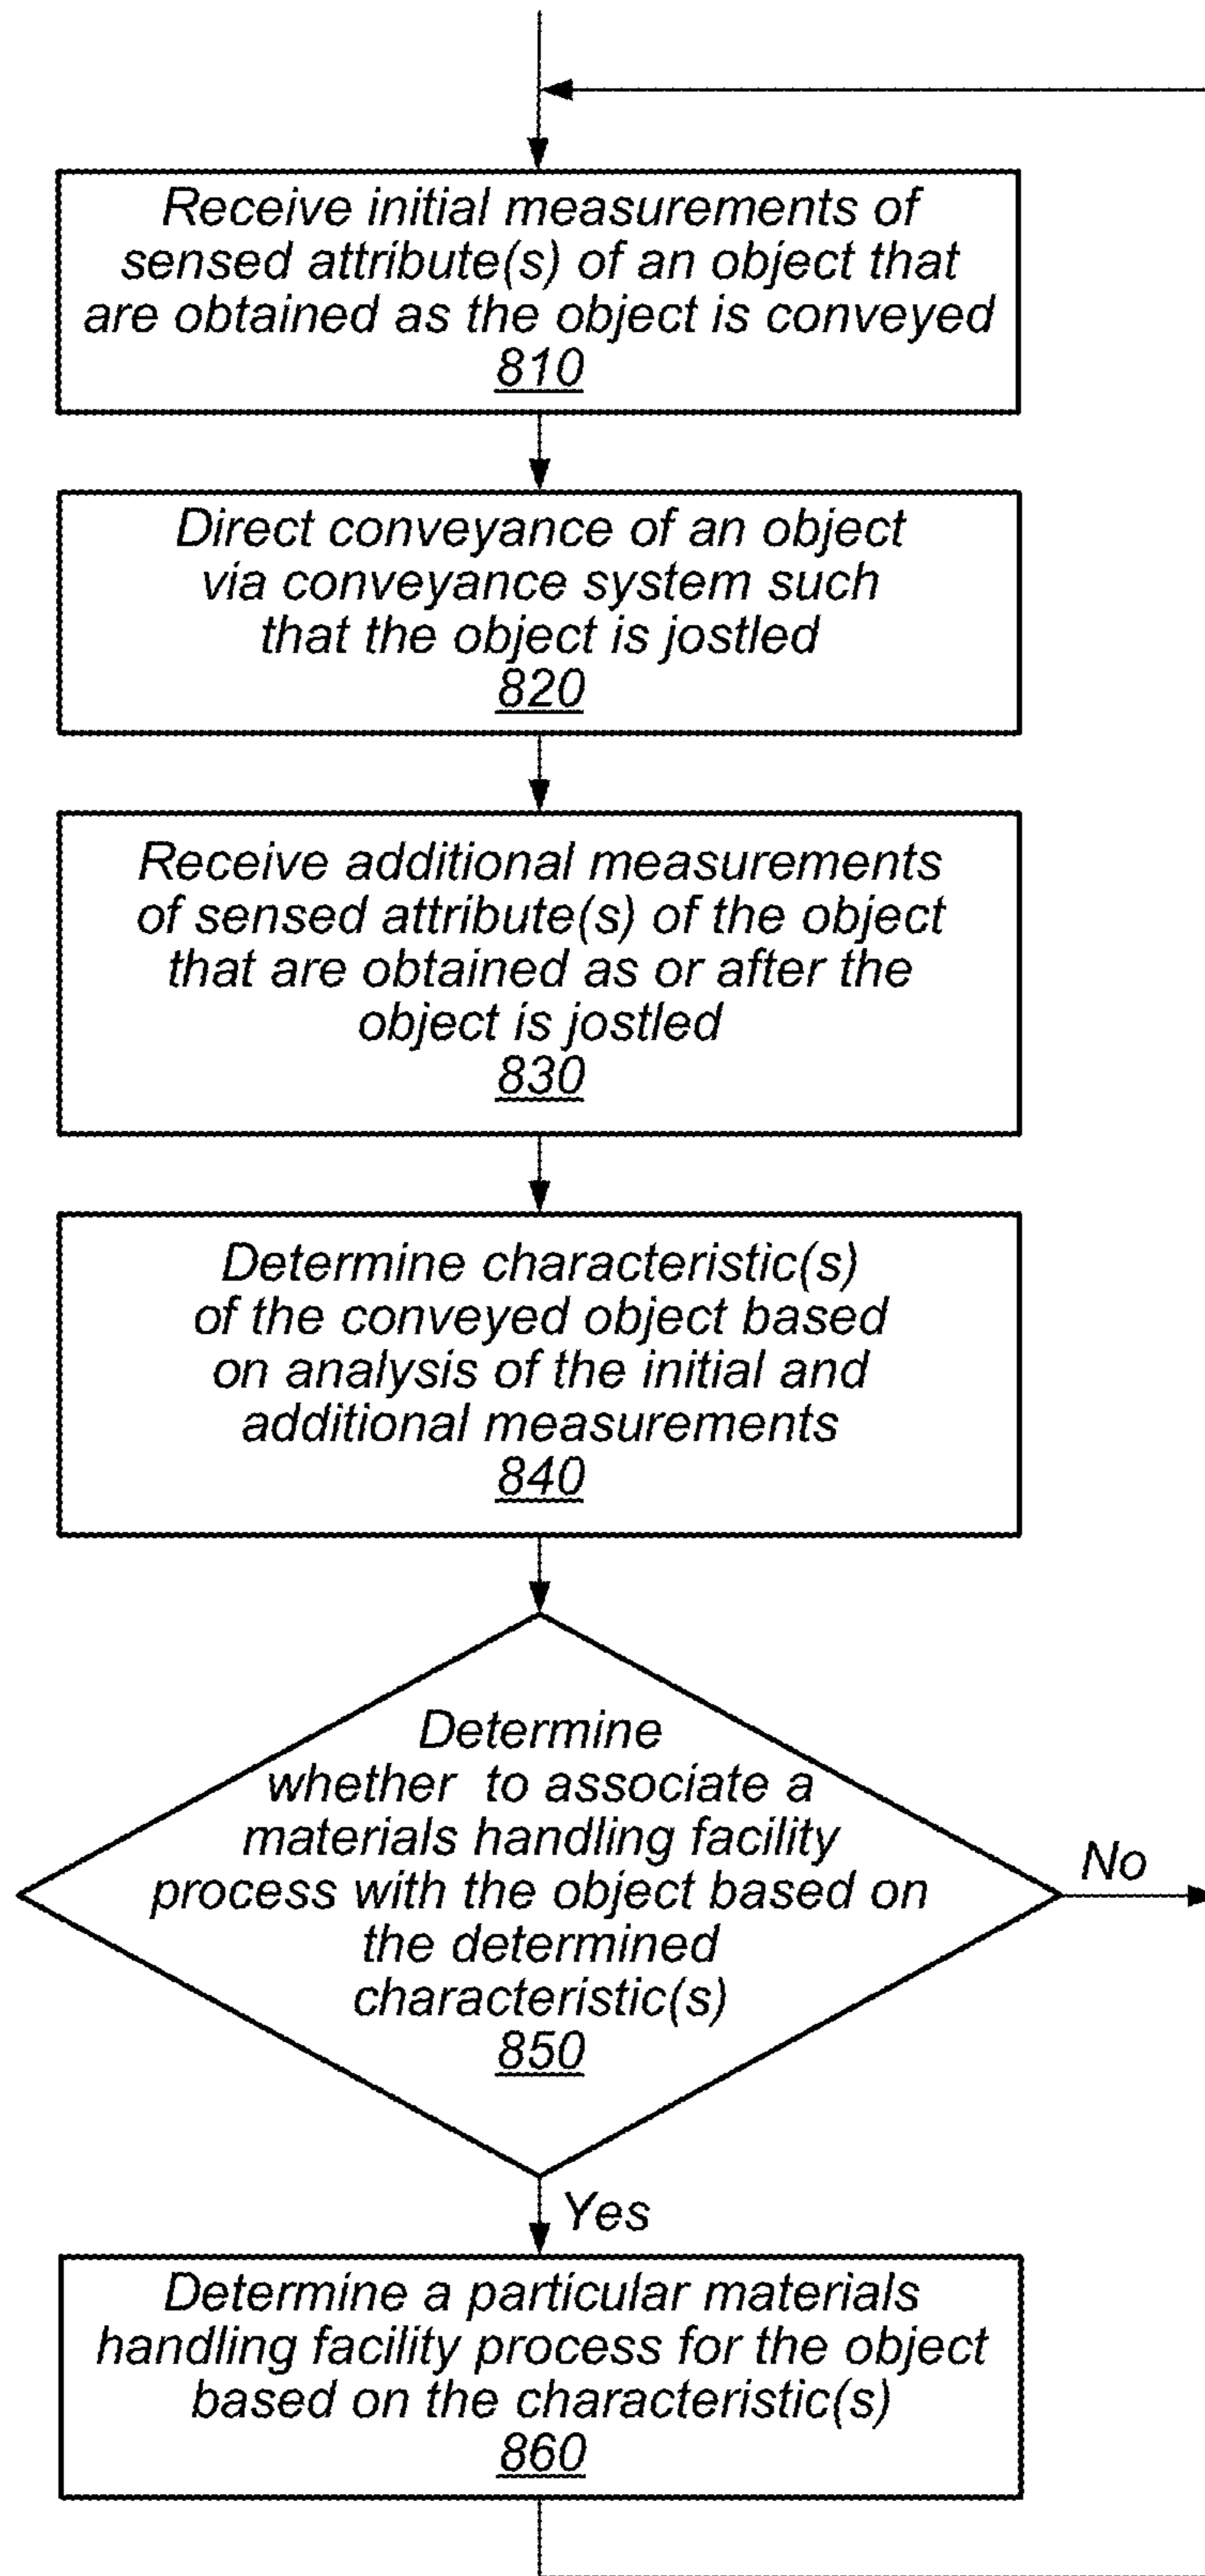 Receive initial measurements of
sensed attribute(s) of an object that
are obtained as the object is conveyed
810
Direct conveyance of an object
via conveyance system such
that the object is jostled
820
Receive additional measurements
of sensed attribute(s) of the object
that are obtained as or after the
object is jostled
830
Determine characteristic(s)
of the conveyed object based
on analysis of the initial and
additional measurements
840
Determine
whether to associate a
materials handling facility
process with the object based on
the determined
characteristic(s)
850
No
Yes
Determine a particular materials
handling facility process for the object
based on the characteristic(s)
860